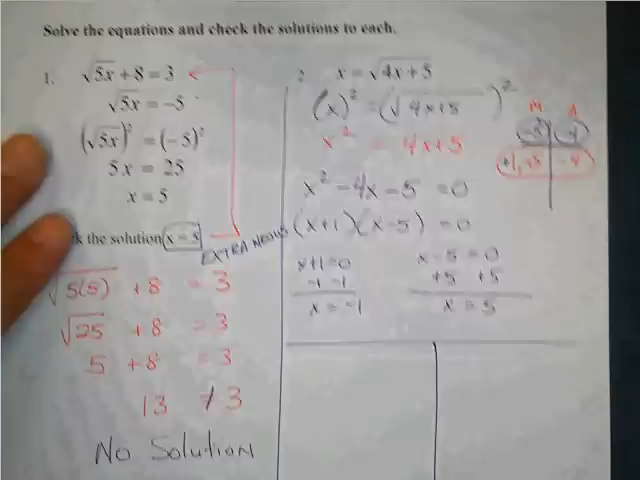 Solve the equations and check the solutions to each.
1. √5x + 8 = 3
√5x = -5
(√5x)² = (-5)²
5x = 25
x = 5
k the solution x = 5
EXTRANEOUS
√5(5) + 8 = 3
√25 + 8 = 3
5 + 8 = 3
13 ≠ 3
No Solution
2. x = √4x + 5
(x)² = (√4x+5)²
x² = 4x+5
M A
-5 -4
+1, -5 -4
x² - 4x - 5 = 0
(x+1)(x-5) = 0
x+1=0 x-5=0
-1 -1 +5 +5
x = -1 x = 5